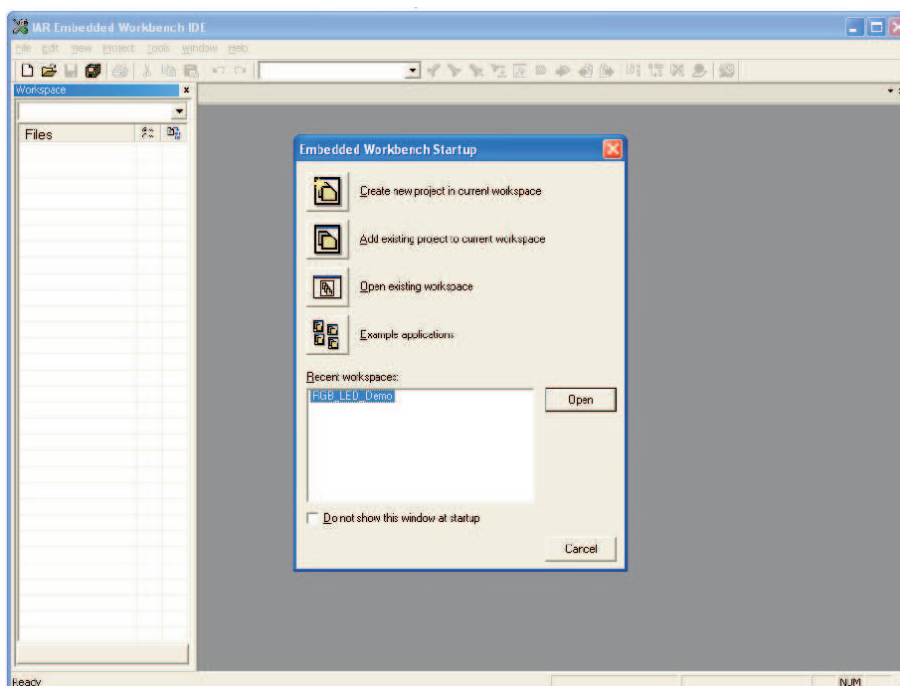 IAR Embedded Workbench IDE
File Edit View Project Tools Window Help
Workspace
Files
Embedded Workbench Startup
Create new project in current workspace
Add existing project to current workspace
Open existing workspace
Example applications
Recent workspaces:
RGB_LED_Demo
Open
Do not show this window at startup
Cancel
Ready
NUM